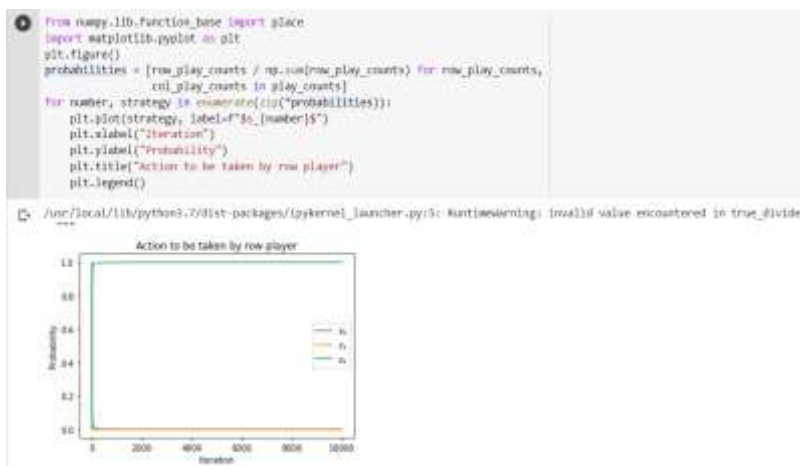 from numpy.lib.function_base import place
import matplotlib.pyplot as plt
plt.figure()
probabilities = [row_play_counts / np.sum(row_play_counts) for row_play_counts,
col_play_counts in play_counts]
for number, strategy in enumerate(zip(*probabilities)):
plt.plot(strategy, label=f"$s_{number}$")
plt.xlabel("Iteration")
plt.ylabel("Probability")
plt.title("Action to be taken by row player")
plt.legend()
/usr/local/lib/python3.7/dist-packages/ipykernel_launcher.py:5: RuntimeWarning: invalid value encountered in true_divide
"""
Action to be taken by row player
1.0
0.8
0.6
0.4
0.2
0.0
Probability
0 2000 4000 6000 8000 10000
Iteration